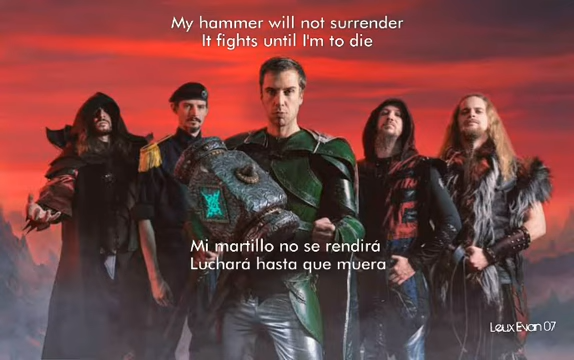 My hammer will not surrender
It fights until I'm to die
Mi martillo no se rendirá
Luchará hasta que muera
Leux Evan 07